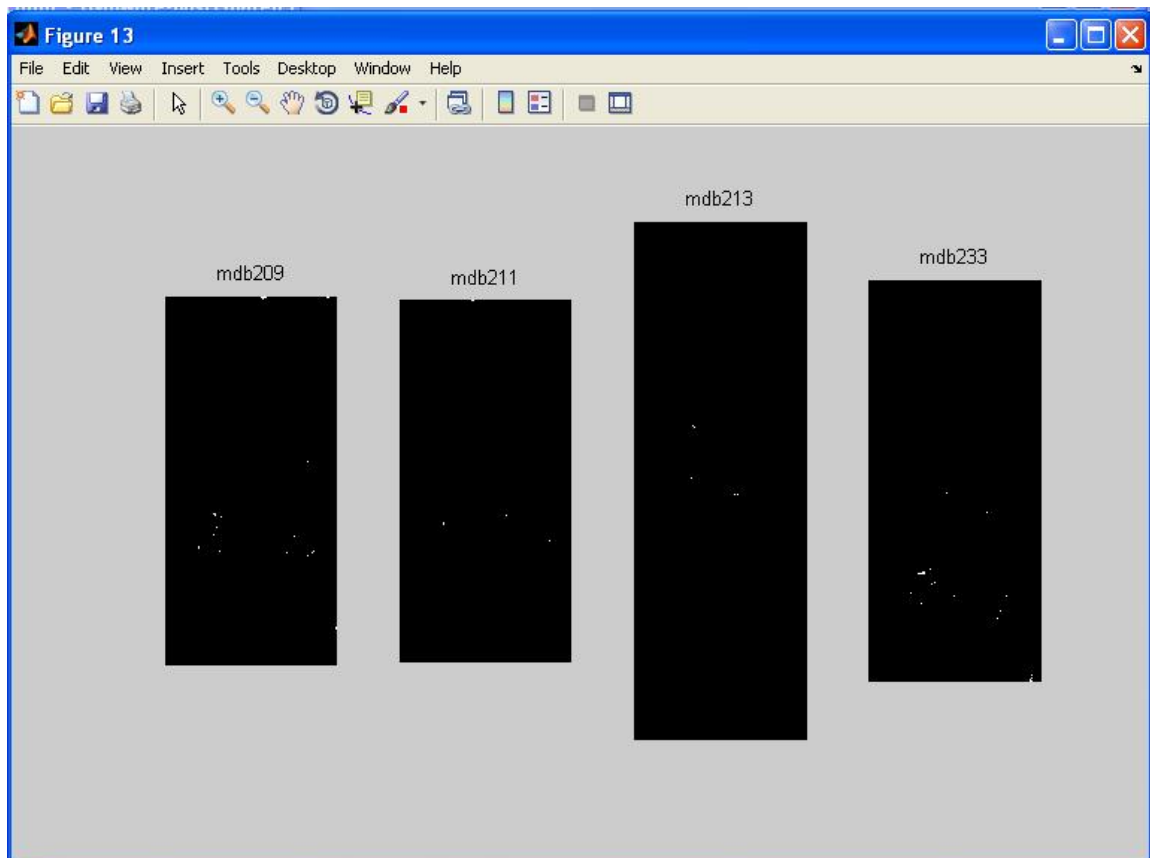 Figure 13
File Edit View Insert Tools Desktop Window Help
mdb213
mdb233
mdb209
mdb211